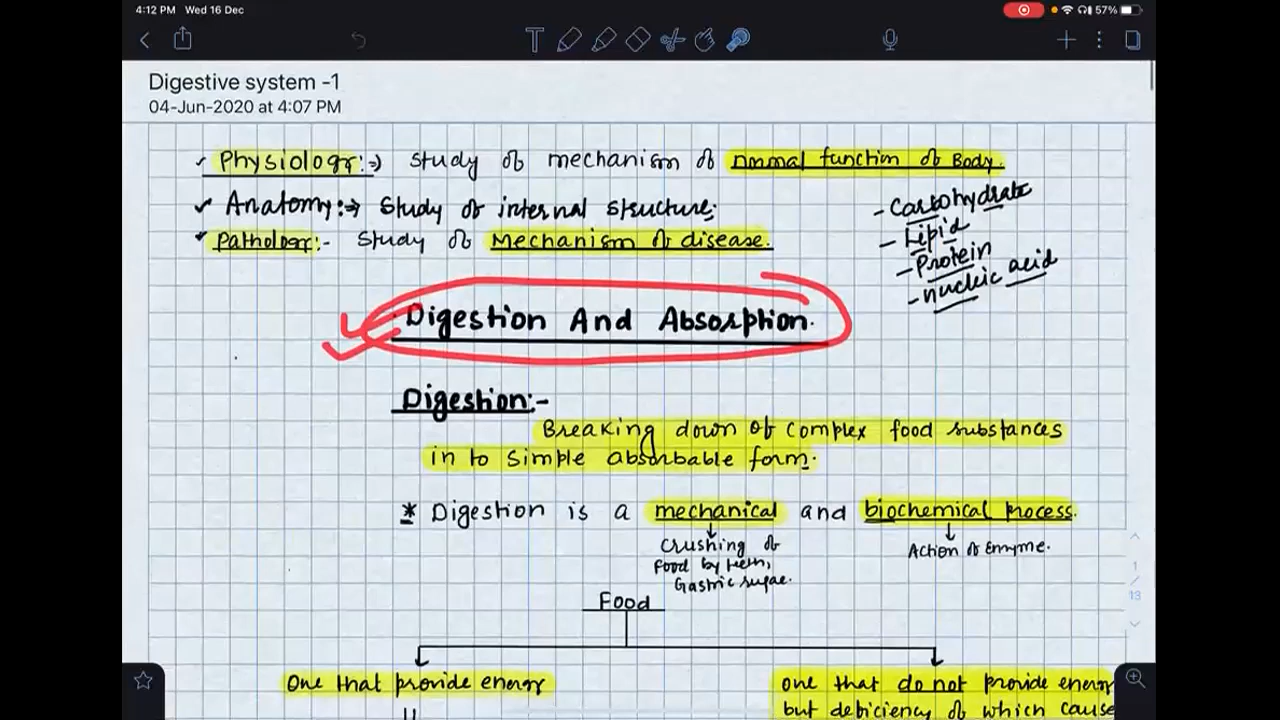 4:12 PM Wed 16 Dec
57%
Digestive system -1
04-Jun-2020 at 4:07 PM
Physiology:→ Study of mechanism of normal function of Body.
Anatomy:→ Study of internal structure:
Pathology:- Study of Mechanism of disease.
- Carbohydrate
- Lipid
- Protein
- nucleic acid
Digestion And Absorption.
Digestion:-
Breaking down of complex food substances
in to simple absorbable form.
* Digestion is a mechanical and biochemical process.
Crushing of
food by teeth,
Gastric rugae.
Action of Enzyme.
1
/
13
Food
One that provide energy
one that do not provide energy
but deficiency of which cause